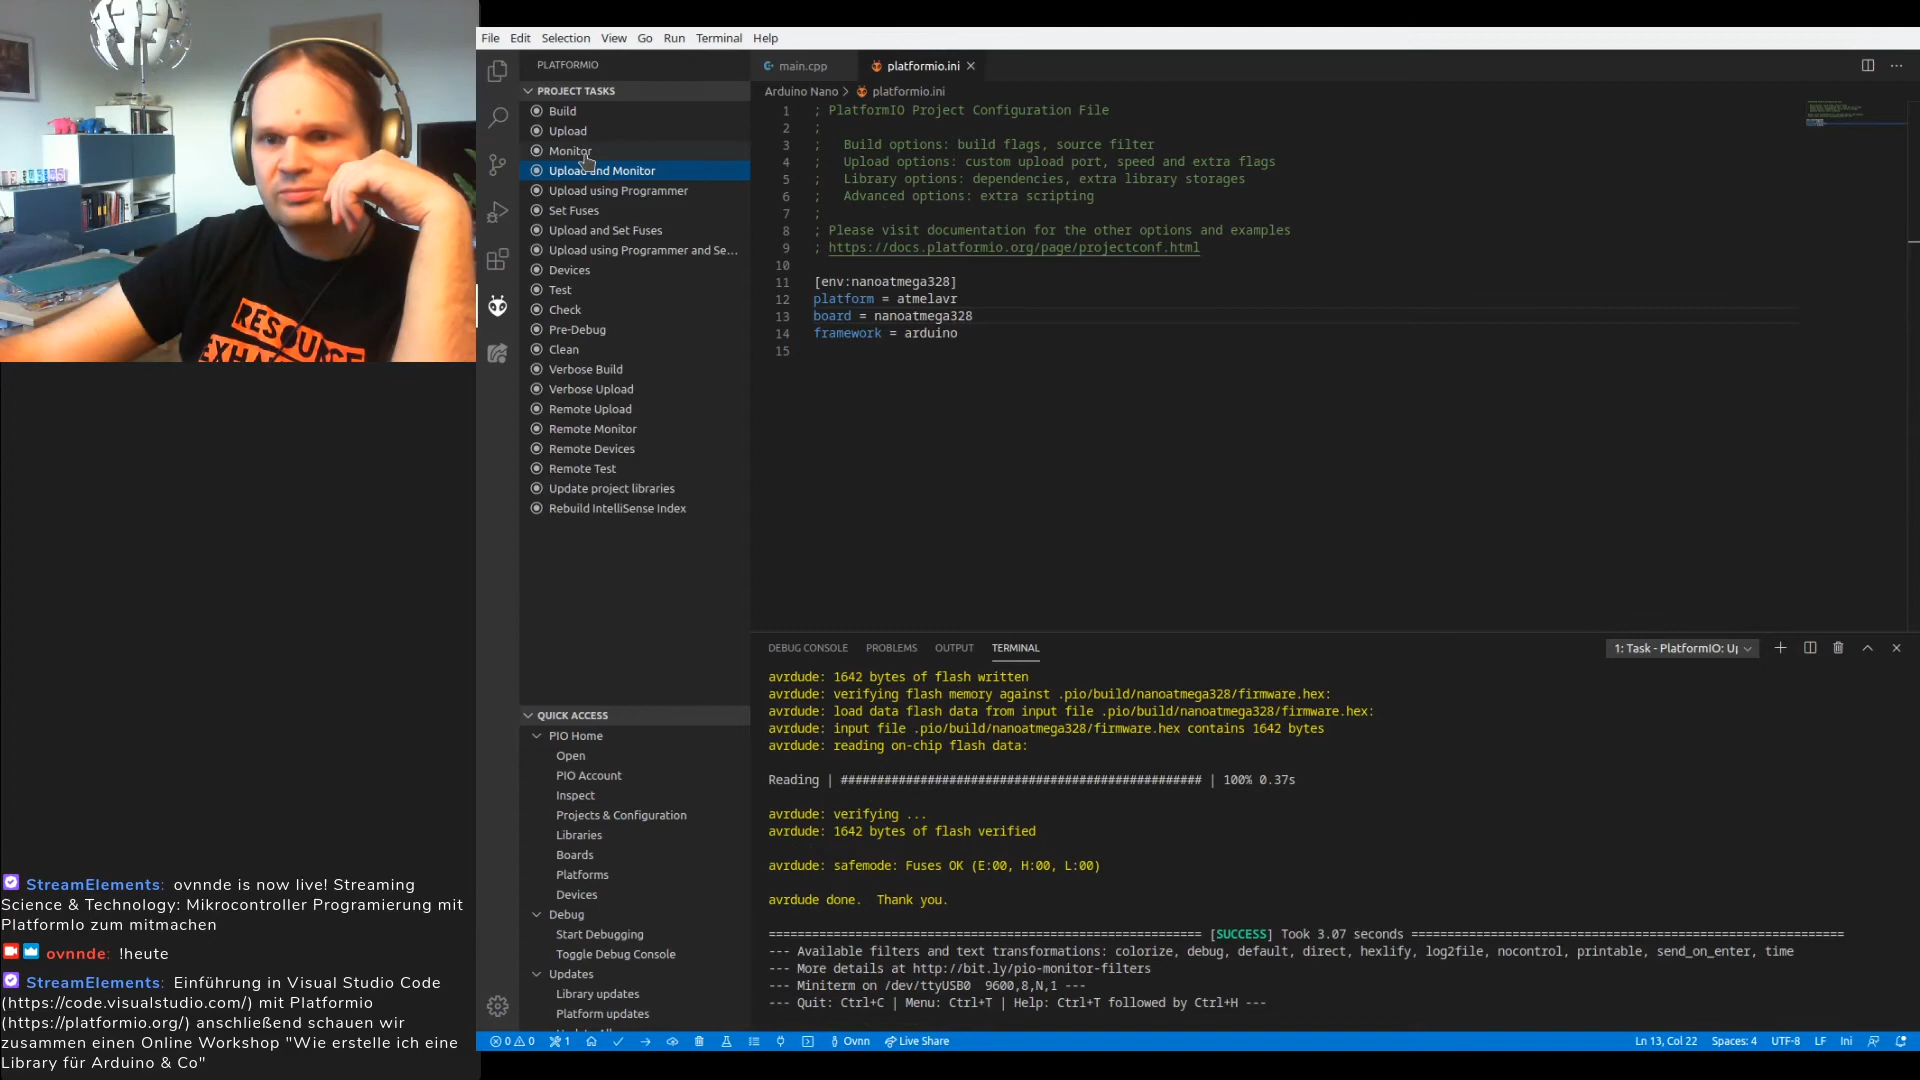 File Edit Selection View Go Run Terminal Help
PLATFORMIO
PROJECT TASKS
Build
Upload
Monitor
Upload and Monitor
Upload using Programmer
Set Fuses
Upload and Set Fuses
Upload using Programmer and Se...
Devices
Test
Check
Pre-Debug
Clean
Verbose Build
Verbose Upload
Remote Upload
Remote Monitor
Remote Devices
Remote Test
Update project libraries
Rebuild IntelliSense Index
QUICK ACCESS
PIO Home
Open
PIO Account
Inspect
Projects & Configuration
Libraries
Boards
Platforms
Devices
Debug
Start Debugging
Toggle Debug Console
Updates
Library updates
Platform updates
main.cpp platformio.ini
Arduino Nano > platformio.ini
1 ; PlatformIO Project Configuration File
2 ;
3 ;   Build options: build flags, source filter
4 ;   Upload options: custom upload port, speed and extra flags
5 ;   Library options: dependencies, extra library storages
6 ;   Advanced options: extra scripting
7 ;
8 ; Please visit documentation for the other options and examples
9 ; https://docs.platformio.org/page/projectconf.html
10
11 [env:nanoatmega328]
12 platform = atmelavr
13 board = nanoatmega328
14 framework = arduino
15
DEBUG CONSOLE PROBLEMS OUTPUT TERMINAL
1: Task - PlatformIO: Up
avrdude: 1642 bytes of flash written
avrdude: verifying flash memory against .pio/build/nanoatmega328/firmware.hex:
avrdude: load data flash data from input file .pio/build/nanoatmega328/firmware.hex:
avrdude: input file .pio/build/nanoatmega328/firmware.hex contains 1642 bytes
avrdude: reading on-chip flash data:
Reading | ################################################## | 100% 0.37s
avrdude: verifying ...
avrdude: 1642 bytes of flash verified
avrdude: safemode: Fuses OK (E:00, H:00, L:00)
avrdude done.  Thank you.
============================================================ [SUCCESS] Took 3.07 seconds ============================================================
--- Available filters and text transformations: colorize, debug, default, direct, hexlify, log2file, nocontrol, printable, send_on_enter, time
--- More details at http://bit.ly/pio-monitor-filters
--- Miniterm on /dev/ttyUSB0  9600,8,N,1 ---
--- Quit: Ctrl+C | Menu: Ctrl+T | Help: Ctrl+T followed by Ctrl+H ---
0 0 1 Ovnn Live Share Ln 13, Col 22 Spaces: 4 UTF-8 LF Ini
RESOURCE
StreamElements: ovnnde is now live! Streaming
Science & Technology: Mikrocontroller Programierung mit
PlatformIo zum mitmachen
ovnnde: !heute
StreamElements: Einführung in Visual Studio Code
(https://code.visualstudio.com/) mit Platformio
(https://platformio.org/) anschließend schauen wir
zusammen einen Online Workshop "Wie erstelle ich eine
Library für Arduino & Co"